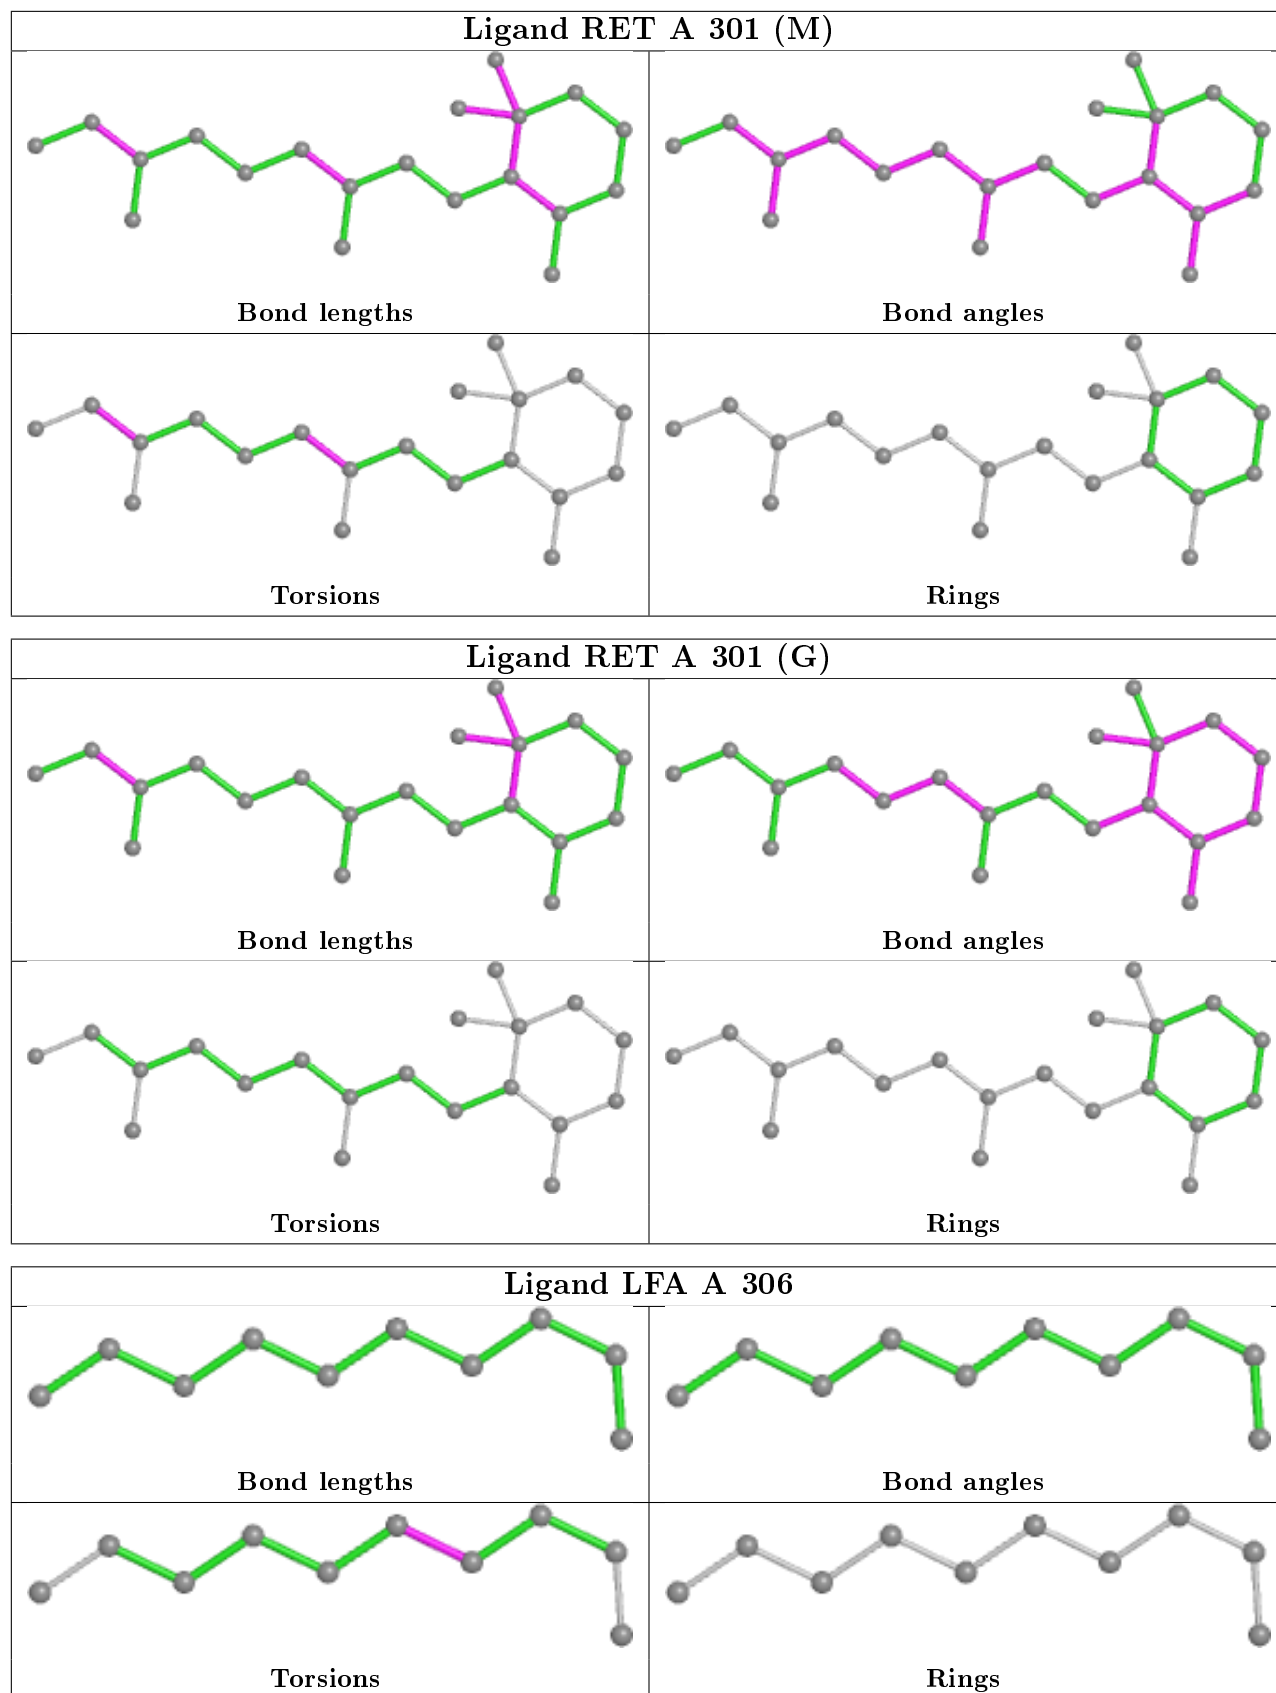 Ligand RET A 301 (M)
Bond lengths
Bond angles
Torsions
Rings
Ligand RET A 301 (G)
Bond lengths
Bond angles
Torsions
Rings
Ligand LFA A 306
Bond lengths
Bond angles
Torsions
Rings